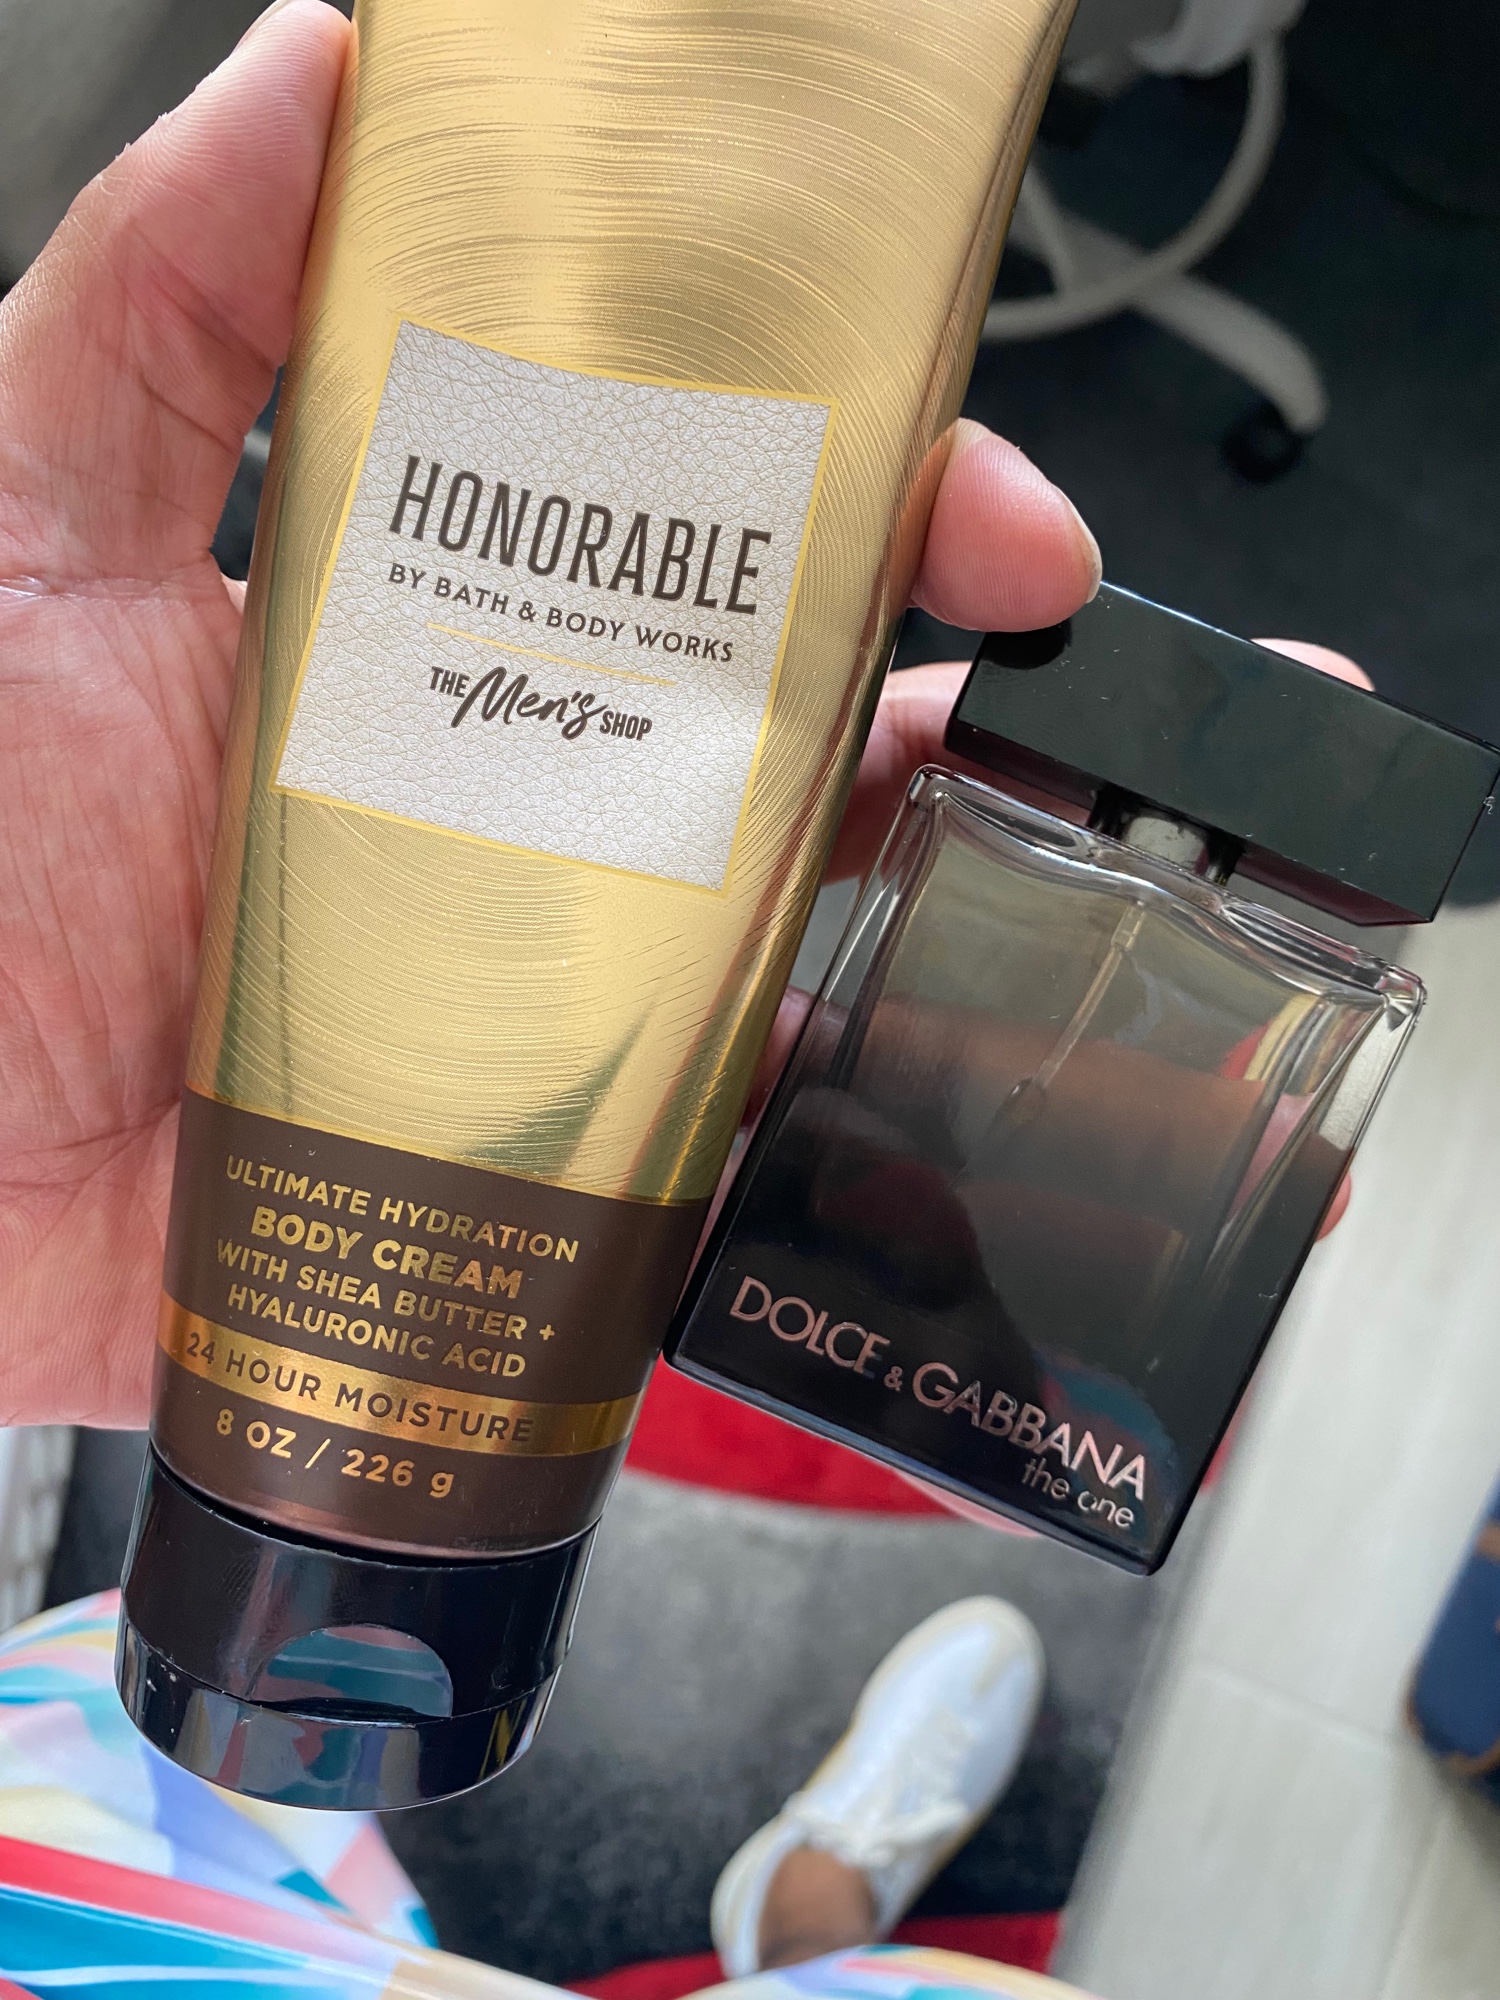 HONORABLE
BY BATH & BODY WORKS
THE Men's SHOP
ULTIMATE HYDRATION
BODY CREAM
WITH SHEA BUTTER +
HYALURONIC ACID
24 HOUR MOISTURE
8 OZ / 226 g
DOLCE & GABBANA
the one